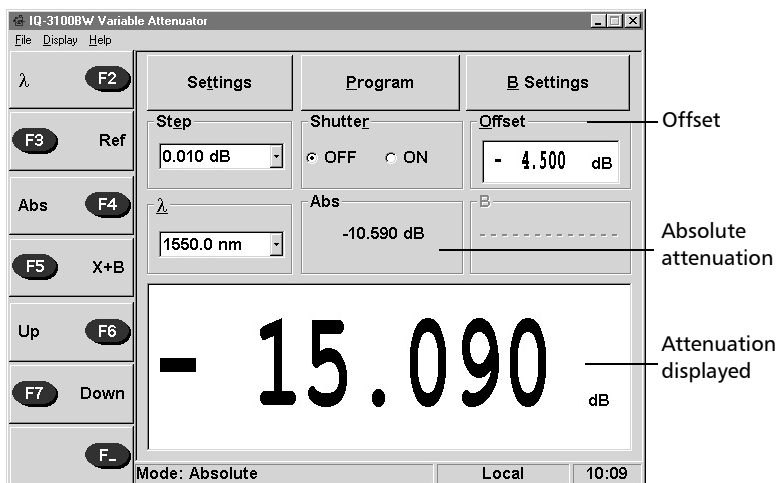 IQ-3100BW Variable Attenuator
File Display Help
λ F2
Settings
Program
B Settings
F3 Ref
Step
0.010 dB
Shutter
OFF ON
Offset
- 4.500 dB
Offset
Abs F4
λ
1550.0 nm
Abs
-10.590 dB
B
-------------
Absolute
attenuation
F5 X+B
Up F6
- 15.090 dB
Attenuation
displayed
F7 Down
F_
Mode: Absolute
Local
10:09